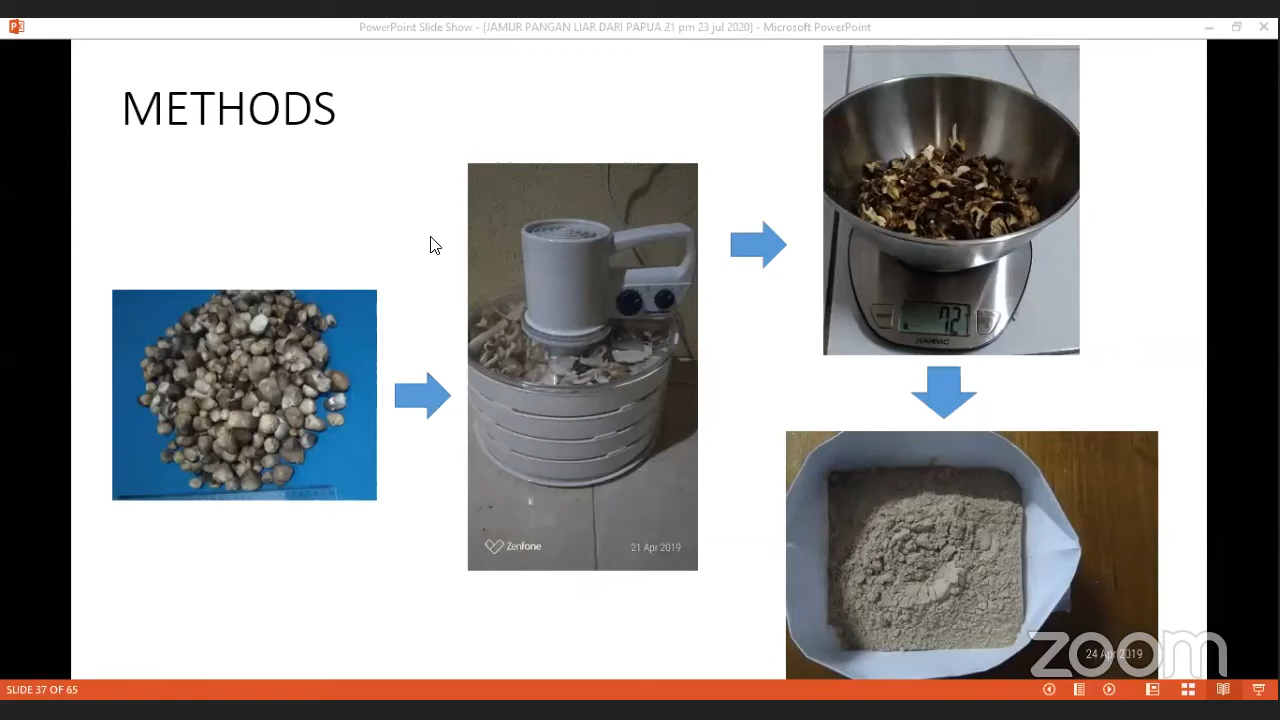 PowerPoint Slide Show - [JAMUR PANGAN LIAR DARI PAPUA 21 pm 23 jul 2020] - Microsoft PowerPoint
METHODS
HARNIC
Zenfone
21 Apr 2019
24 Apr 2019
zoom
SLIDE 37 OF 65